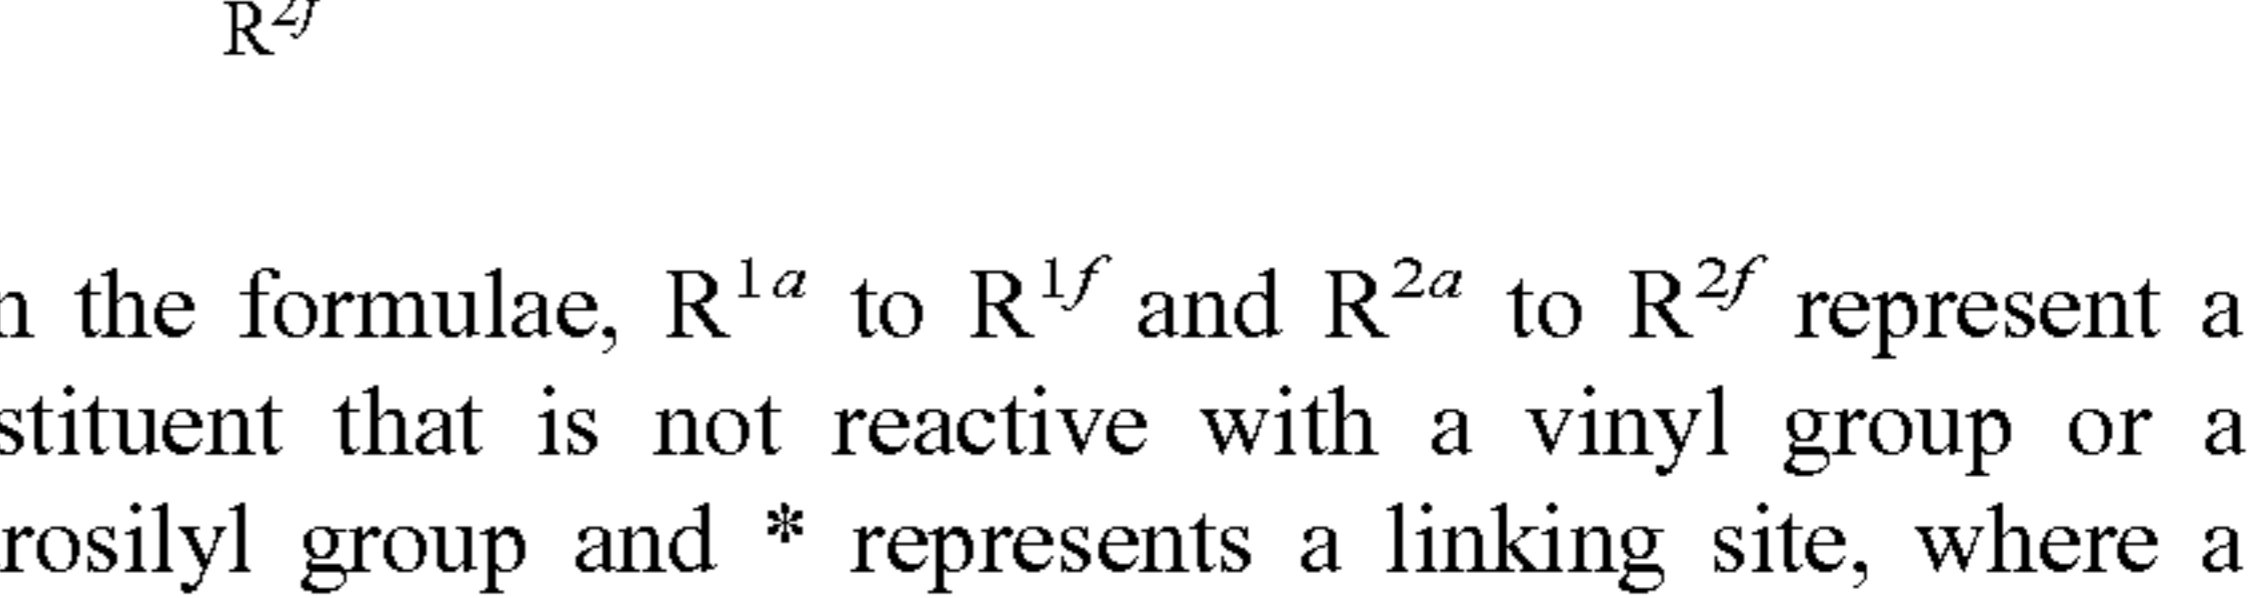 R²ᶠ
n the formulae, R¹ᵃ to R¹ᶠ and R²ᵃ to R²ᶠ represent a
stituent that is not reactive with a vinyl group or a
rosilyl group and * represents a linking site, where a